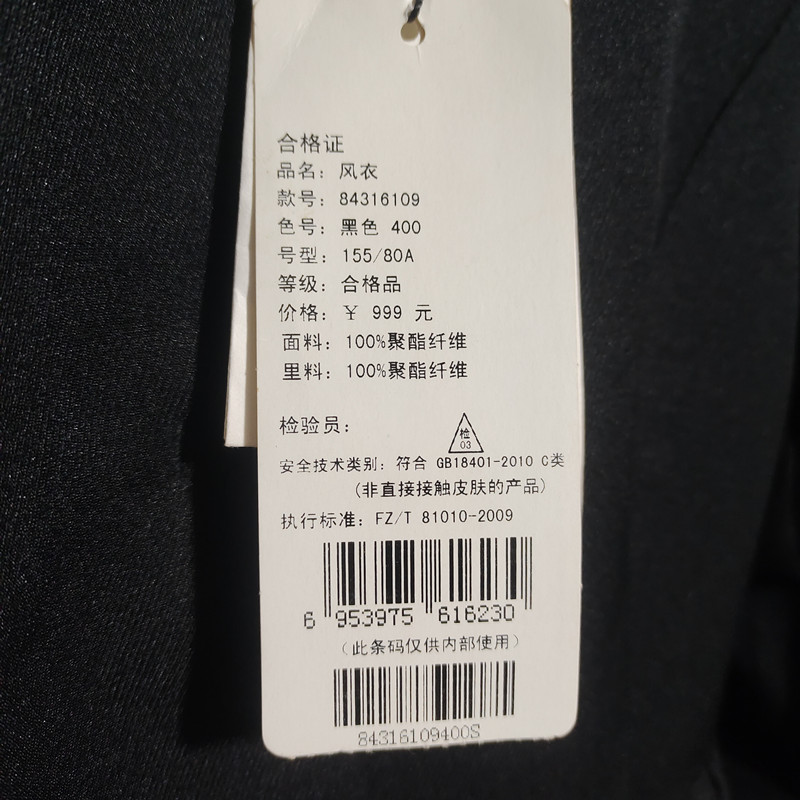 合格证
品名：风衣
款号：84316109
色号：黑色 400
号型：155/80A
等级：合格品
价格：￥ 999 元
面料：100%聚酯纤维
里料：100%聚酯纤维
检验员：
检
03
安全技术类别：符合 GB18401-2010 C类
(非直接接触皮肤的产品)
执行标准：FZ/T 81010-2009
6 953975 616230
（此条码仅供内部使用）
84316109400S